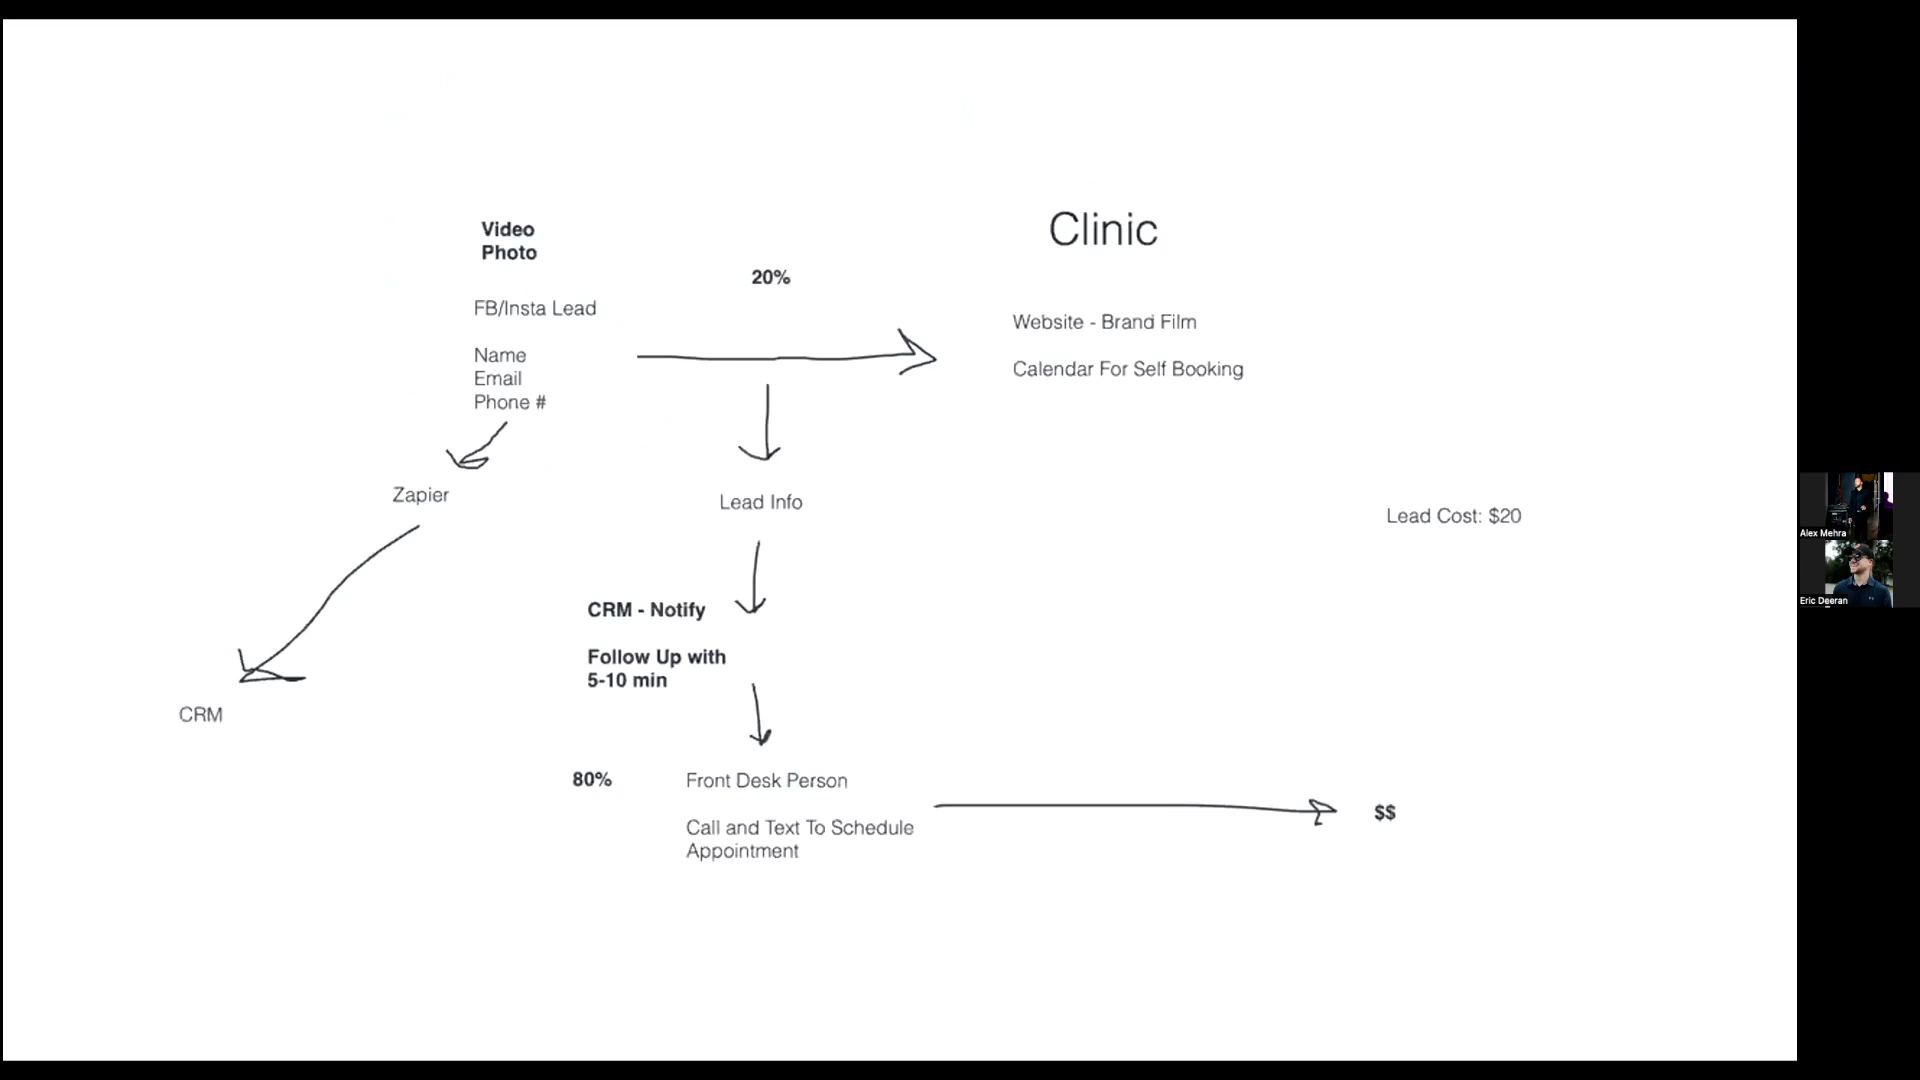 Video
Photo
Clinic
20%
FB/Insta Lead
Website - Brand Film
Name
Email
Phone #
Calendar For Self Booking
Zapier
Lead Info
Lead Cost: $20
Alex Mehra
Eric Deeran
CRM - Notify
Follow Up with
5-10 min
CRM
80%
Front Desk Person
Call and Text To Schedule
Appointment
$$